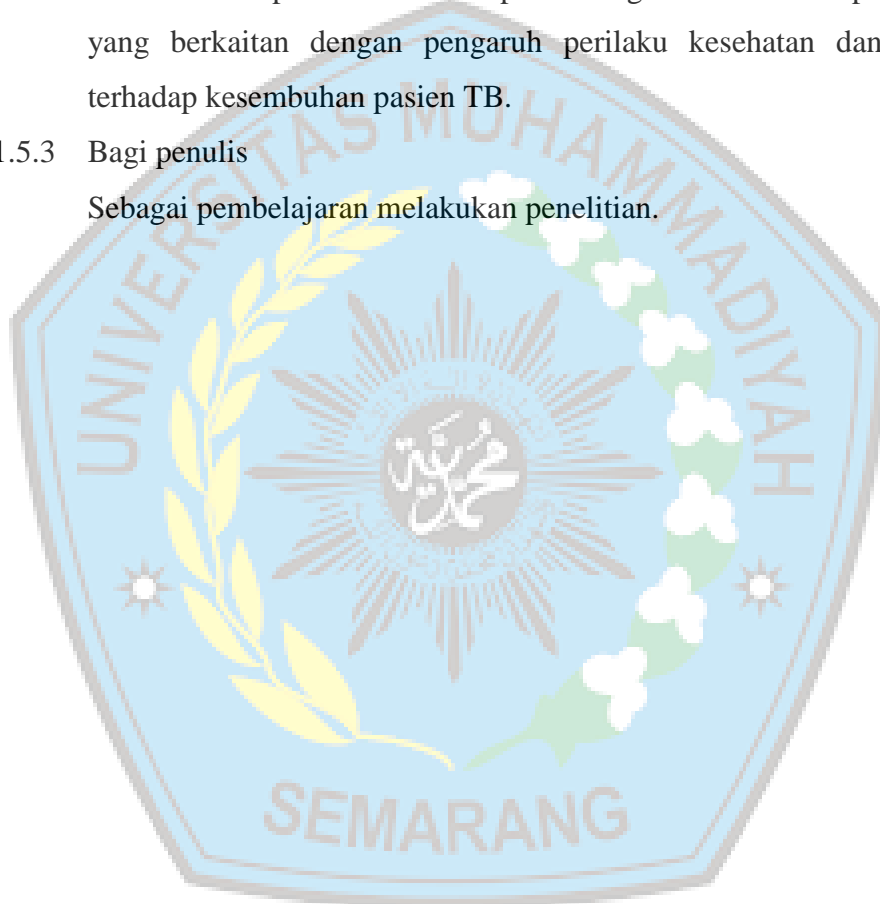 yang berkaitan dengan pengaruh perilaku kesehatan dan
terhadap kesembuhan pasien TB.
1.5.3 Bagi penulis
Sebagai pembelajaran melakukan penelitian.
UNIVERSITAS MUHAMMADIYAH
محمدية
SEMARANG